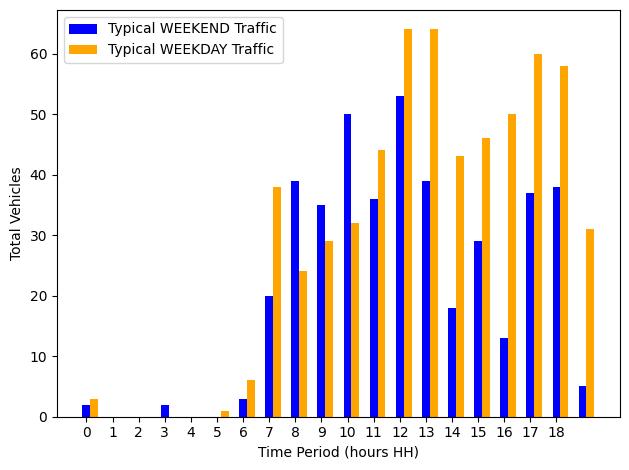 Typical WEEKEND Traffic
Typical WEEKDAY Traffic
60
50
40
30
20
10
0
Total Vehicles
0 1 2 3 4 5 6 7 8 9 10 11 12 13 14 15 16 17 18
Time Period (hours HH)